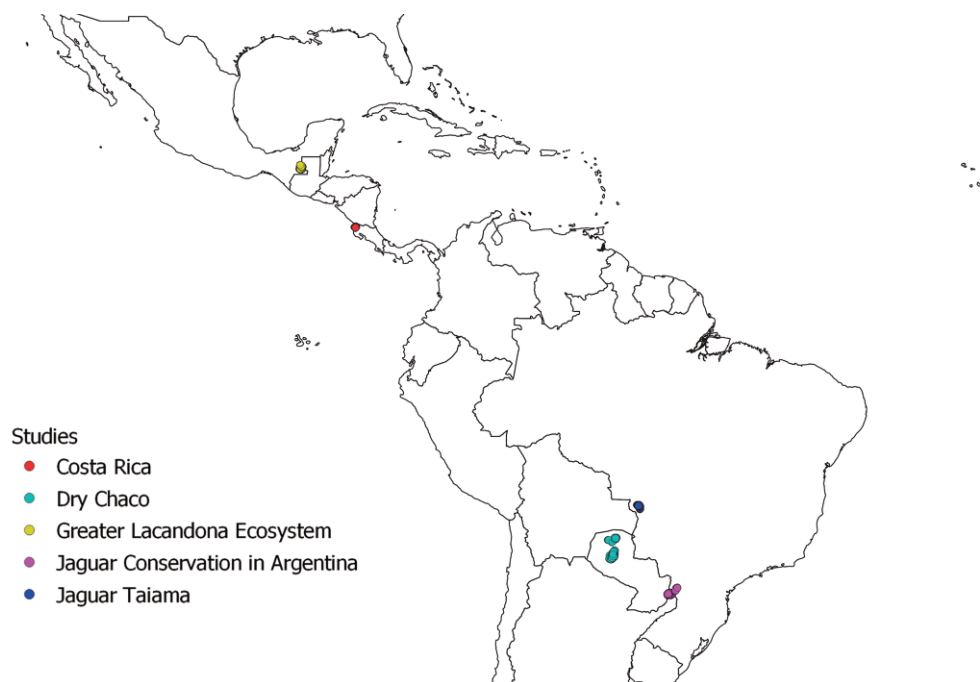 Studies
Costa Rica
Dry Chaco
Greater Lacandona Ecosystem
Jaguar Conservation in Argentina
Jaguar Taiama